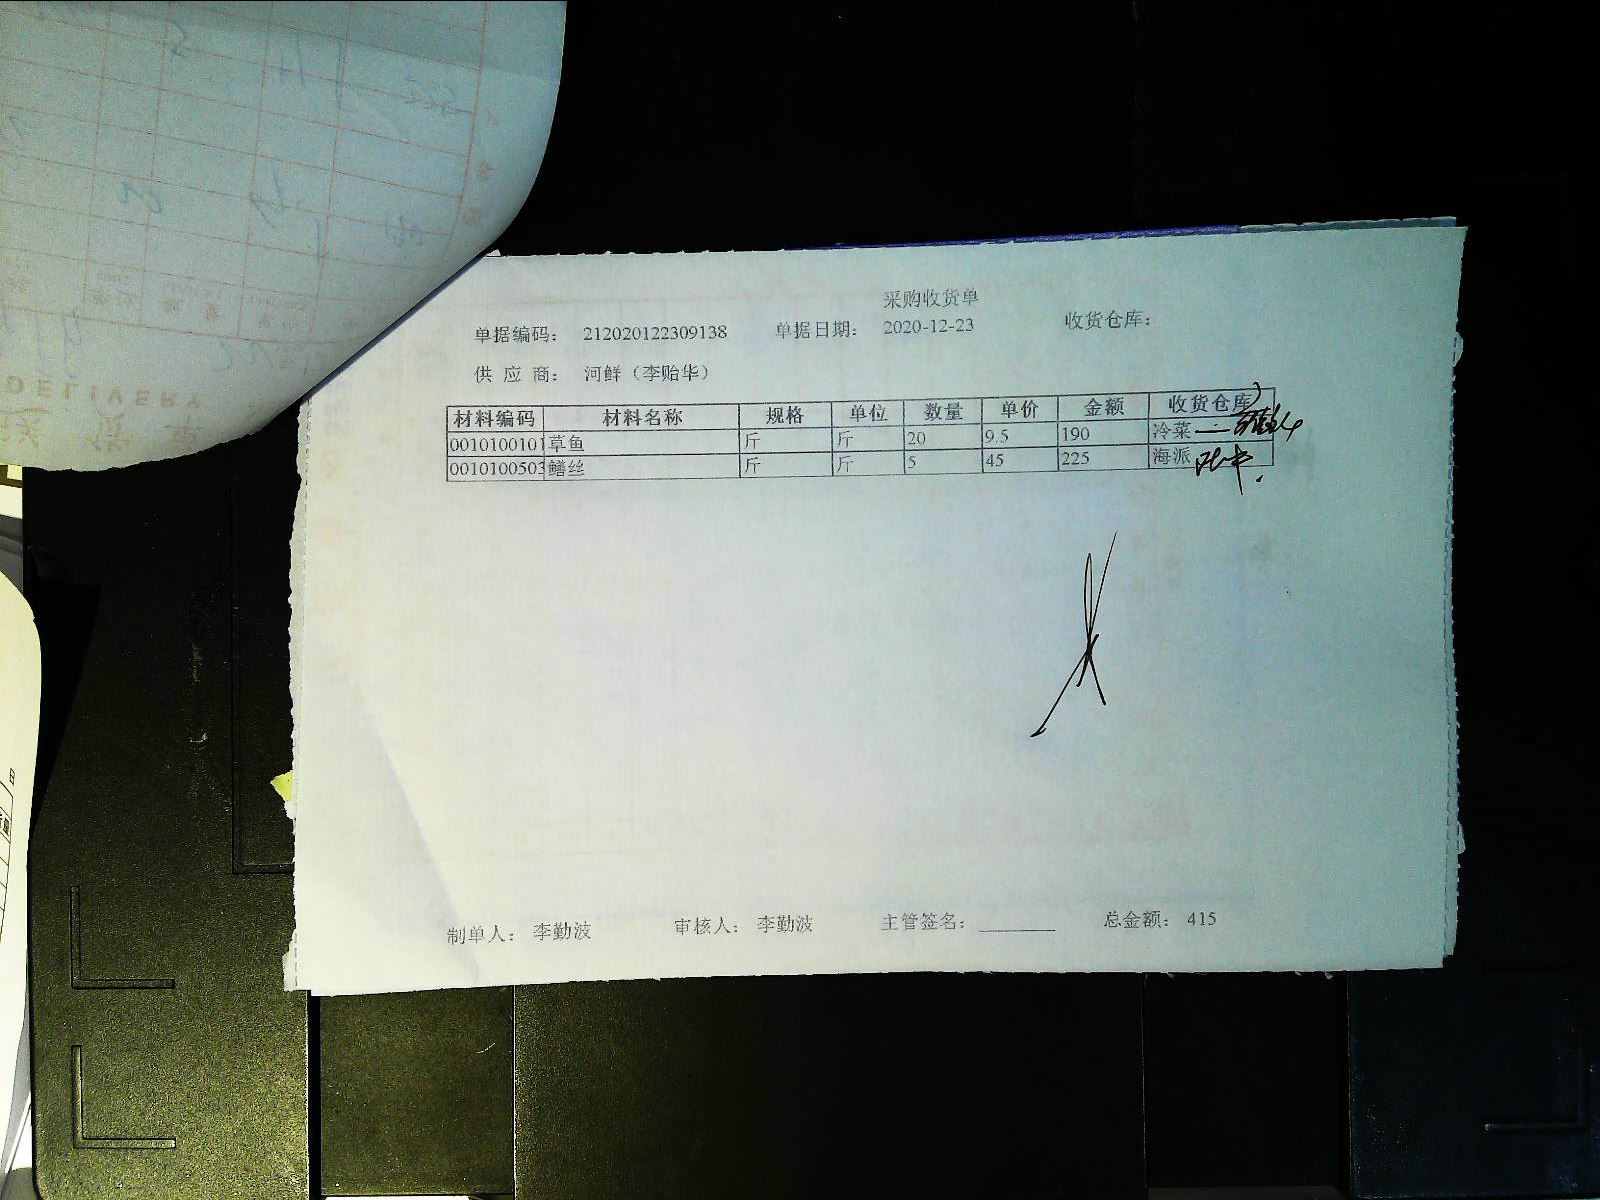 采购收货单
单据编码： 212020122309138 单据日期： 2020-12-23 收货仓库：
供 应 商： 河鲜（李贻华）
材料编码 材料名称 规格 单位 数量 单价 金额 收货仓库
0010100101 草鱼 斤 斤 20 9.5 190 冷菜
0010100503 鳝丝 斤 斤 5 45 225 海派
制单人： 李勤波 审核人： 李勤波 主管签名： 总金额： 415
DELIVERY